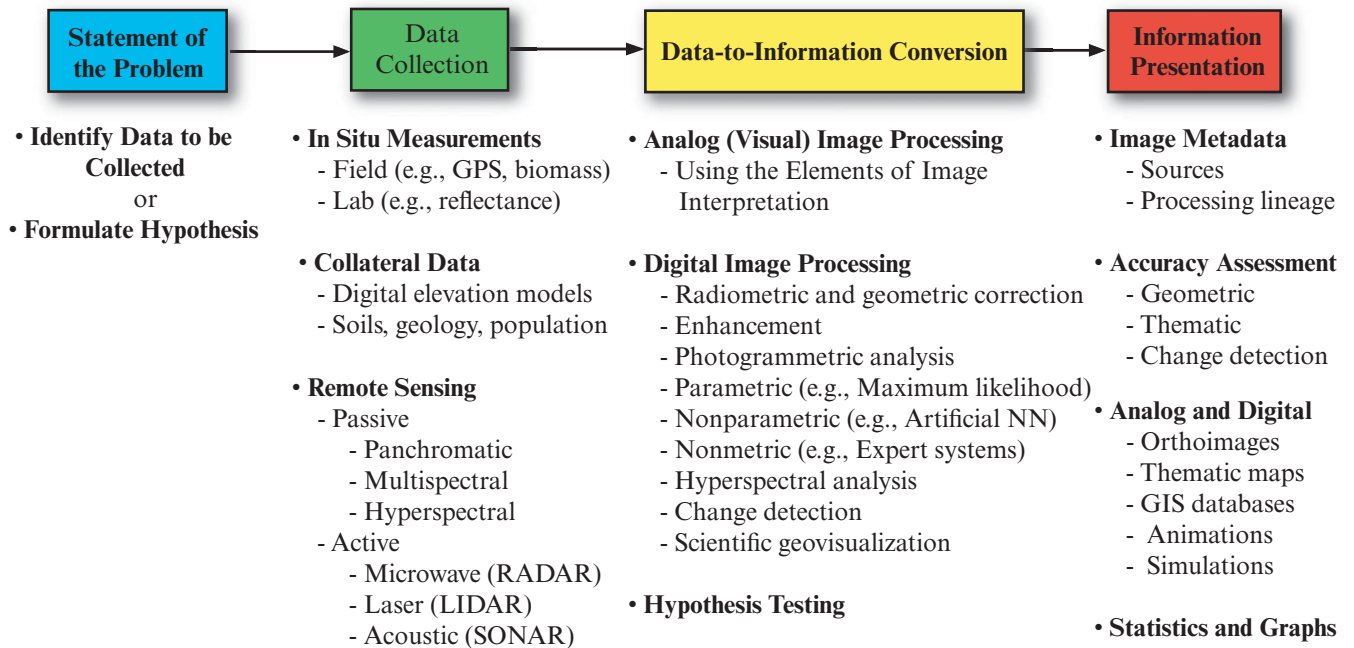 Statement of
the Problem
Data
Collection
Data-to-Information Conversion
Information
Presentation
• Identify Data to be
Collected
or
• Formulate Hypothesis
• In Situ Measurements
- Field (e.g., GPS, biomass)
- Lab (e.g., reflectance)
• Collateral Data
- Digital elevation models
- Soils, geology, population
• Remote Sensing
- Passive
- Panchromatic
- Multispectral
- Hyperspectral
- Active
- Microwave (RADAR)
- Laser (LIDAR)
- Acoustic (SONAR)
• Analog (Visual) Image Processing
- Using the Elements of Image
Interpretation
• Digital Image Processing
- Radiometric and geometric correction
- Enhancement
- Photogrammetric analysis
- Parametric (e.g., Maximum likelihood)
- Nonparametric (e.g., Artificial NN)
- Nonmetric (e.g., Expert systems)
- Hyperspectral analysis
- Change detection
- Scientific geovisualization
• Hypothesis Testing
• Image Metadata
- Sources
- Processing lineage
• Accuracy Assessment
- Geometric
- Thematic
- Change detection
• Analog and Digital
- Orthoimages
- Thematic maps
- GIS databases
- Animations
- Simulations
• Statistics and Graphs